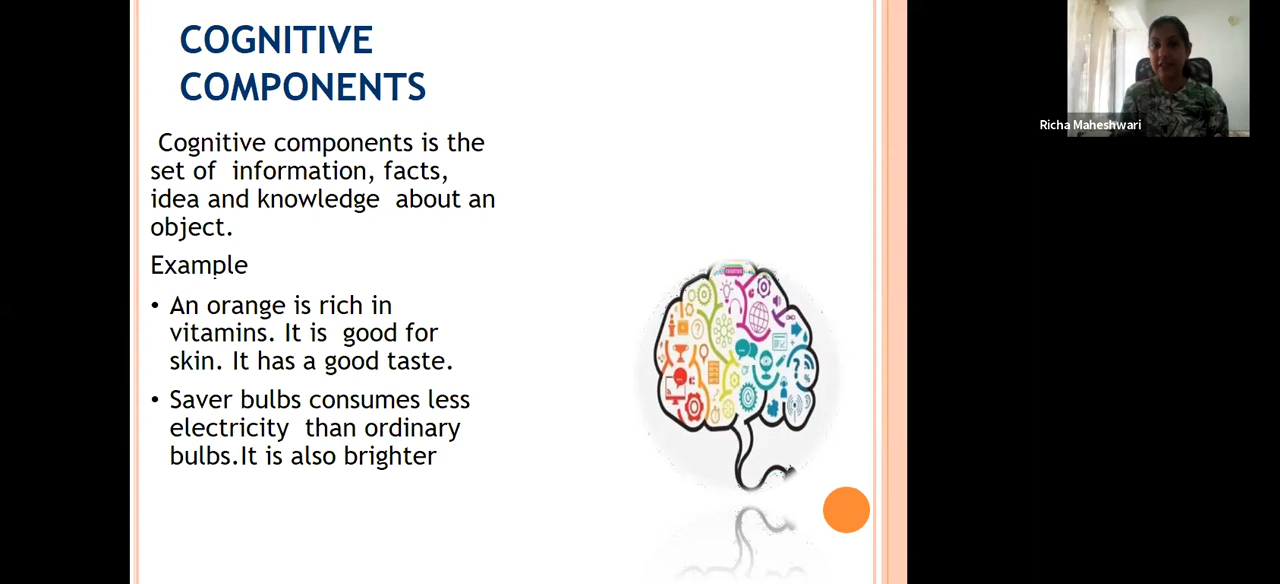 COGNITIVE
COMPONENTS
Cognitive components is the
set of information, facts,
idea and knowledge about an
object.
Example
• An orange is rich in
vitamins. It is good for
skin. It has a good taste.
• Saver bulbs consumes less
electricity than ordinary
bulbs.It is also brighter
Richa Maheshwari